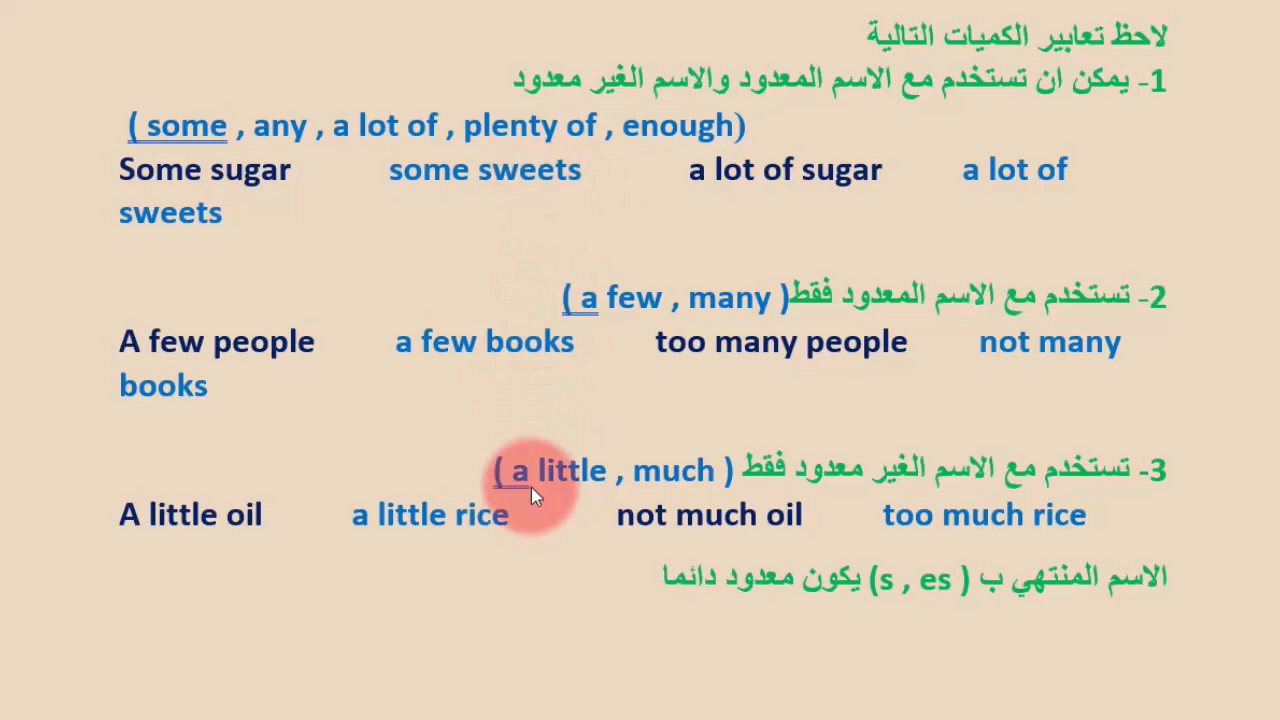 لاحظ تعابير الكميات التالية
1- يمكن ان تستخدم مع الاسم المعدود والاسم الغير معدود
( some , any , a lot of , plenty of , enough)
Some sugar some sweets a lot of sugar a lot of
sweets
2- تستخدم مع الاسم المعدود فقط( a few , many )
A few people a few books too many people not many
books
3- تستخدم مع الاسم الغير معدود فقط ( a little , much )
A little oil a little rice not much oil too much rice
الاسم المنتهي ب ( s , es) يكون معدود دائما